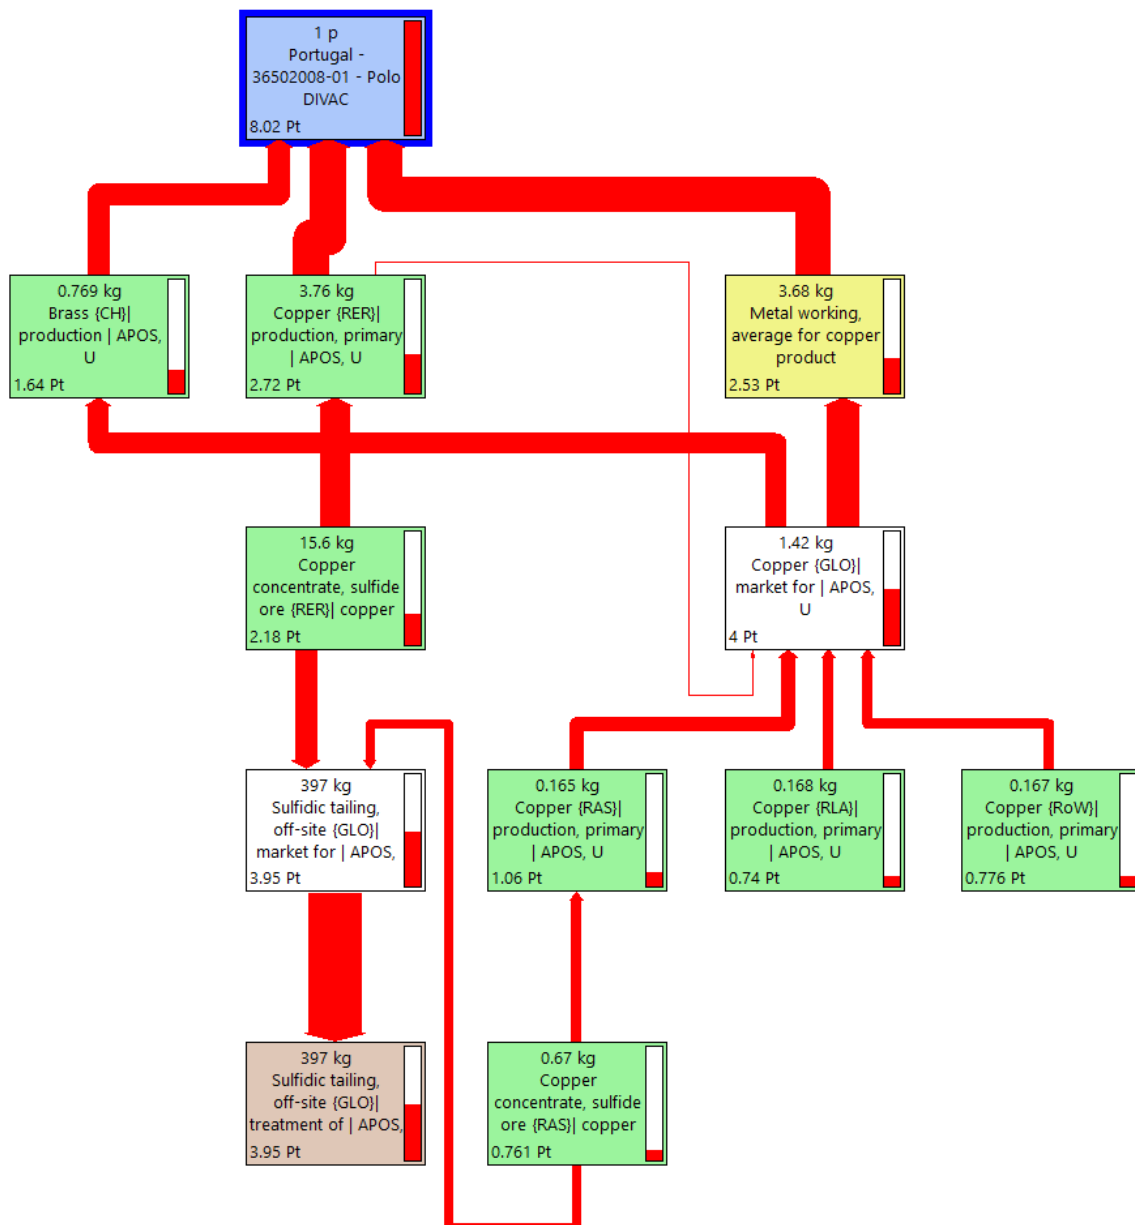 1 p
Portugal -
36502008-01 - Polo
DIVAC
8.02 Pt
0.769 kg
Brass {CH}|
production | APOS,
U
1.64 Pt
3.76 kg
Copper {RER}|
production, primary
| APOS, U
2.72 Pt
3.68 kg
Metal working,
average for copper
product
2.53 Pt
15.6 kg
Copper
concentrate, sulfide
ore {RER}| copper
2.18 Pt
1.42 kg
Copper {GLO}|
market for | APOS,
U
4 Pt
397 kg
Sulfidic tailing,
off-site {GLO}|
market for | APOS,
3.95 Pt
0.165 kg
Copper {RAS}|
production, primary
| APOS, U
1.06 Pt
0.168 kg
Copper {RLA}|
production, primary
| APOS, U
0.74 Pt
0.167 kg
Copper {RoW}|
production, primary
| APOS, U
0.776 Pt
397 kg
Sulfidic tailing,
off-site {GLO}|
treatment of | APOS,
3.95 Pt
0.67 kg
Copper
concentrate, sulfide
ore {RAS}| copper
0.761 Pt